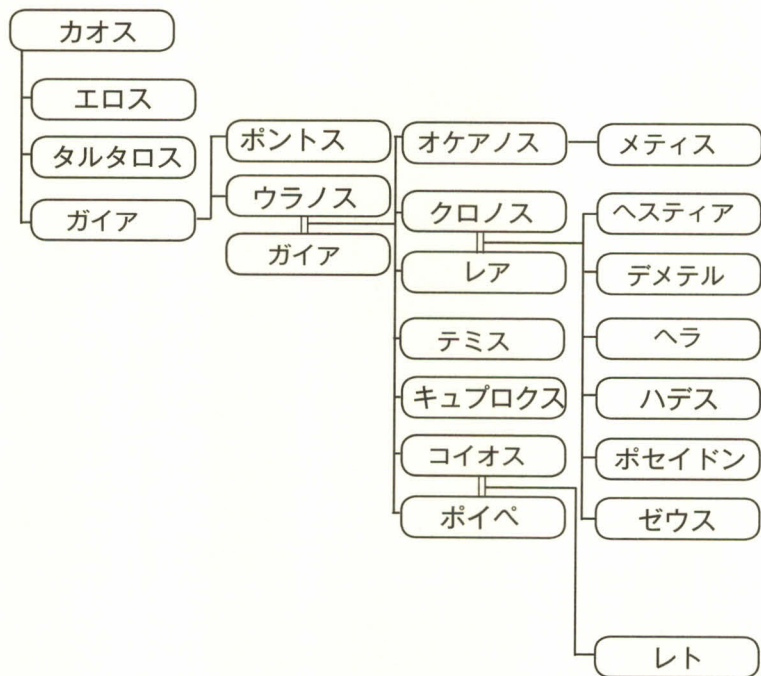 カオス
エロス
タルタロス
ガイア
ポントス
ウラノス
ガイア
オケアノス
クロノス
レア
テミス
キュプロクス
コイオス
ポイペ
メティス
ヘスティア
デメテル
ヘラ
ハデス
ポセイドン
ゼウス
レト